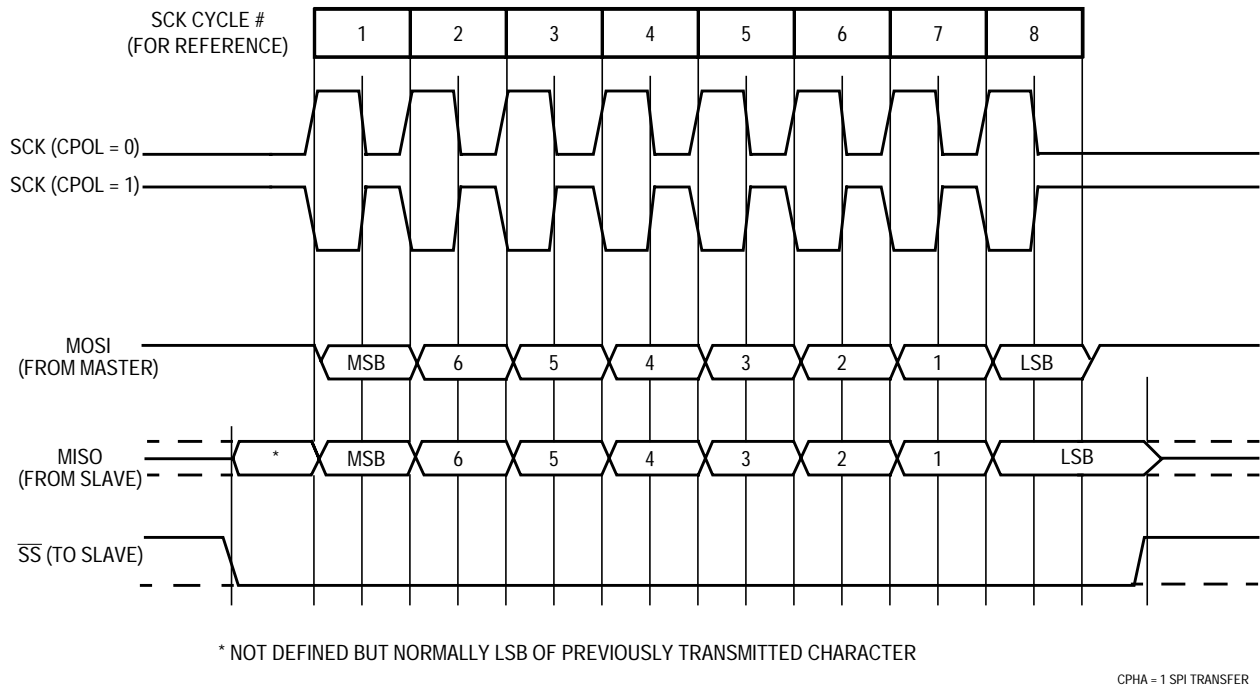 SCK CYCLE #
(FOR REFERENCE)
1 2 3 4 5 6 7 8
SCK (CPOL = 0)
SCK (CPOL = 1)
MOSI
(FROM MASTER)
MSB 6 5 4 3 2 1 LSB
MISO
(FROM SLAVE)
* MSB 6 5 4 3 2 1 LSB
S̅S̅ (TO SLAVE)
* NOT DEFINED BUT NORMALLY LSB OF PREVIOUSLY TRANSMITTED CHARACTER
CPHA = 1 SPI TRANSFER